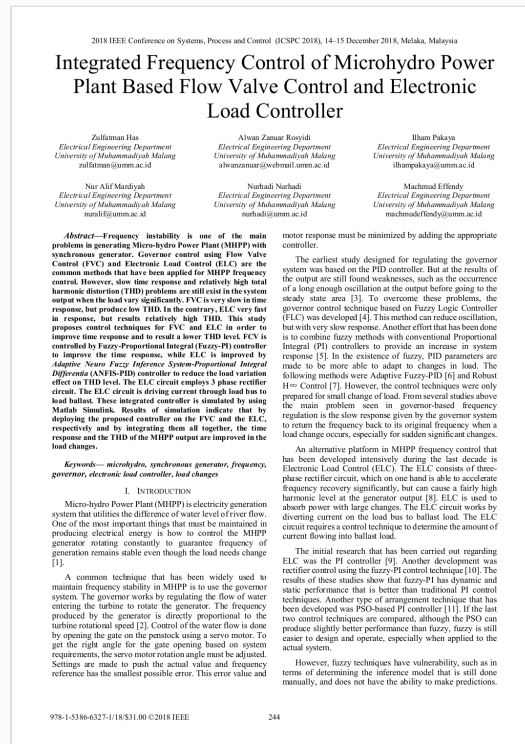 2018 IEEE Conference on Systems, Process and Control (ICSPC 2018), 14–15 December 2018, Melaka, Malaysia
Integrated Frequency Control of Microhydro Power
Plant Based Flow Valve Control and Electronic
Load Controller
Zulfatman Has
Electrical Engineering Department
University of Muhammadiyah Malang
zulfatman@umm.ac.id
Alwan Zanuar Rosyidi
Electrical Engineering Department
University of Muhammadiyah Malang
alwanzanuar@webmail.umm.ac.id
Ilham Pakaya
Electrical Engineering Department
University of Muhammadiyah Malang
ilhampakaya@umm.ac.id
Nur Alif Mardiyah
Electrical Engineering Department
University of Muhammadiyah Malang
nuralif@umm.ac.id
Nurhadi Nurhadi
Electrical Engineering Department
University of Muhammadiyah Malang
nurhadi@umm.ac.id
Machmud Effendy
Electrical Engineering Department
University of Muhammadiyah Malang
machmudeffendy@umm.ac.id
Abstract—Frequency instability is one of the main
problems in generating Micro-hydro Power Plant (MHPP) with
synchronous generator. Governor control using Flow Valve
Control (FVC) and Electronic Load Control (ELC) are the
common methods that have been applied for MHPP frequency
control. However, slow time response and relatively high total
harmonic distortion (THD) problems are still exist in the system
output when the load vary significantly. FVC is very slow in time
response, but produce low THD. In the contrary, ELC very fast
in response, but results relatively high THD. This study
proposes control techniques for FVC and ELC in order to
improve time response and to result a lower THD level. FCV is
controlled by Fuzzy-Proportional Integral (Fuzzy-PI) controller
to improve the time response, while ELC is improved by
Adaptive Neuro Fuzzy Inference System-Proportional Integral
Differentia (ANFIS-PID) controller to reduce the load variation
effect on THD level. The ELC circuit employs 3 phase rectifier
circuit. The ELC circuit is driving current through load bus to
load ballast. These integrated controller is simulated by using
Matlab Simulink. Results of simulation indicate that by
deploying the proposed controller on the FVC and the ELC,
respectively and by integrating them all together, the time
response and the THD of the MHPP output are improved in the
load changes.
Keywords— microhydro, synchronous generator, frequency,
governor, electronic load controller, load changes
I. INTRODUCTION
Micro-hydro Power Plant (MHPP) is electricity generation
system that utilities the difference of water level of river flow.
One of the most important things that must be maintained in
producing electrical energy is how to control the MHPP
generator rotating constantly to guarantee frequency of
generation remains stable even though the load needs change
[1].
A common technique that has been widely used to
maintain frequency stability in MHPP is to use the governor
system. The governor works by regulating the flow of water
entering the turbine to rotate the generator. The frequency
produced by the generator is directly proportional to the
turbine rotational speed [2]. Control of the water flow is done
by opening the gate on the penstock using a servo motor. To
get the right angle for the gate opening based on system
requirements, the servo motor rotation angle must be adjusted.
Settings are made to push the actual value and frequency
reference has the smallest possible error. This error value and
motor response must be minimized by adding the appropriate
controller.
The earliest study designed for regulating the governor
system was based on the PID controller. But at the results of
the output are still found weaknesses, such as the occurrence
of a long enough oscillation at the output before going to the
steady state area [3]. To overcome these problems, the
governor control technique based on Fuzzy Logic Controller
(FLC) was developed [4]. This method can reduce oscillation,
but with very slow response. Another effort that has been done
is to combine fuzzy methods with conventional Proportional
Integral (PI) controllers to provide an increase in system
response [5]. In the existence of fuzzy, PID parameters are
made to be more able to adapt to changes in load. The
following methods were Adaptive Fuzzy-PID [6] and Robust
H∞ Control [7]. However, the control techniques were only
prepared for small change of load. From several studies above
the main problem seen in governor-based frequency
regulation is the slow response given by the governor system
to return the frequency back to its original frequency when a
load change occurs, especially for sudden significant changes.
An alternative platform in MHPP frequency control that
has been developed intensively during the last decade is
Electronic Load Control (ELC). The ELC consists of three-
phase rectifier circuit, which on one hand is able to accelerate
frequency recovery significantly, but can cause a fairly high
harmonic level at the generator output [8]. ELC is used to
absorb power with large changes. The ELC circuit works by
diverting current on the load bus to ballast load. The ELC
circuit requires a control technique to determine the amount of
current flowing into ballast load.
The initial research that has been carried out regarding
ELC was the PI controller [9]. Another development was
rectifier control using the fuzzy-PI control technique [10]. The
results of these studies show that fuzzy-PI has dynamic and
static performance that is better than traditional PI control
techniques. Another type of arrangement technique that has
been developed was PSO-based PI controller [11]. If the last
two control techniques are compared, although the PSO can
produce slightly better performance than fuzzy, fuzzy is still
easier to design and operate, especially when applied to the
actual system.
However, fuzzy techniques have vulnerability, such as in
terms of determining the inference model that is still done
manually, and does not have the ability to make predictions.
978-1-5386-6327-1/18/$31.00 ©2018 IEEE
244